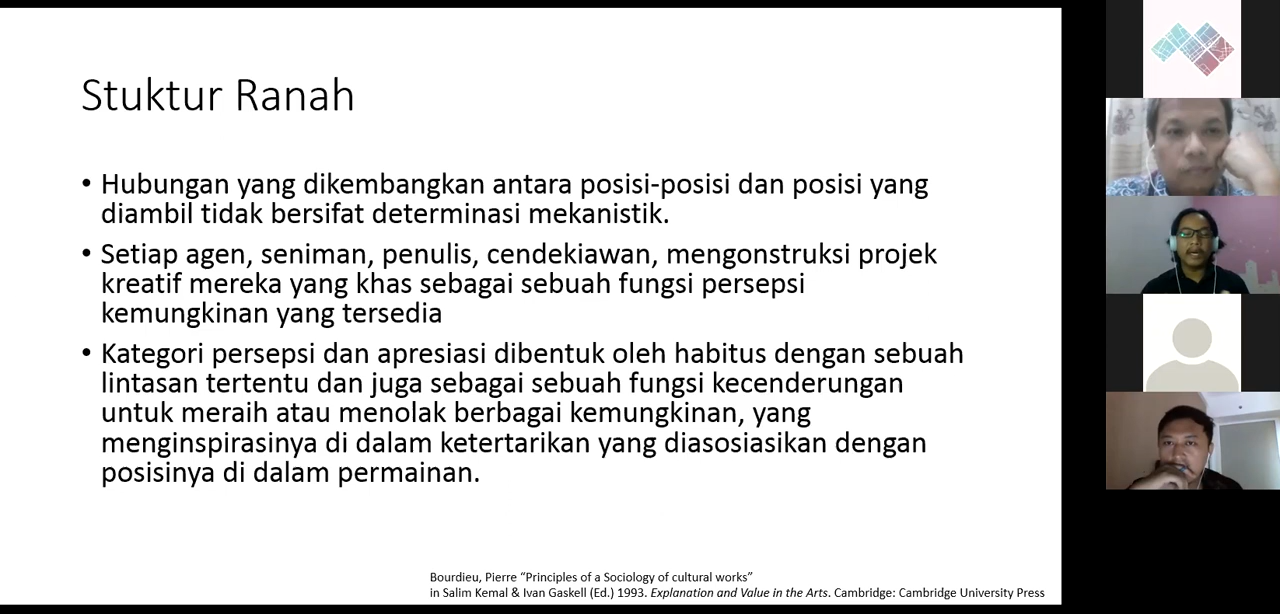 Stuktur Ranah
• Hubungan yang dikembangkan antara posisi-posisi dan posisi yang
diambil tidak bersifat determinasi mekanistik.
• Setiap agen, seniman, penulis, cendekiawan, mengonstruksi projek
kreatif mereka yang khas sebagai sebuah fungsi persepsi
kemungkinan yang tersedia
• Kategori persepsi dan apresiasi dibentuk oleh habitus dengan sebuah
lintasan tertentu dan juga sebagai sebuah fungsi kecenderungan
untuk meraih atau menolak berbagai kemungkinan, yang
menginspirasinya di dalam ketertarikan yang diasosiasikan dengan
posisinya di dalam permainan.
Bourdieu, Pierre “Principles of a Sociology of cultural works”
in Salim Kemal & Ivan Gaskell (Ed.) 1993. Explanation and Value in the Arts. Cambridge: Cambridge University Press